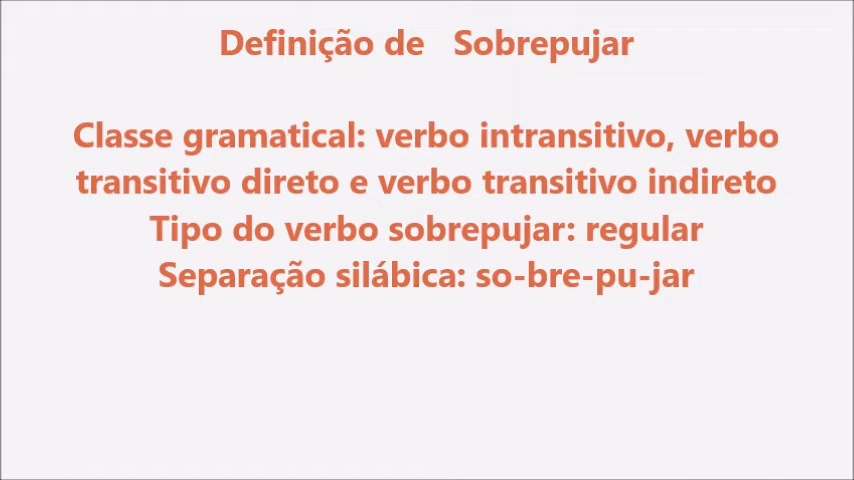 Definição de   Sobrepujar
Classe gramatical: verbo intransitivo, verbo
transitivo direto e verbo transitivo indireto
Tipo do verbo sobrepujar: regular
Separação silábica: so-bre-pu-jar